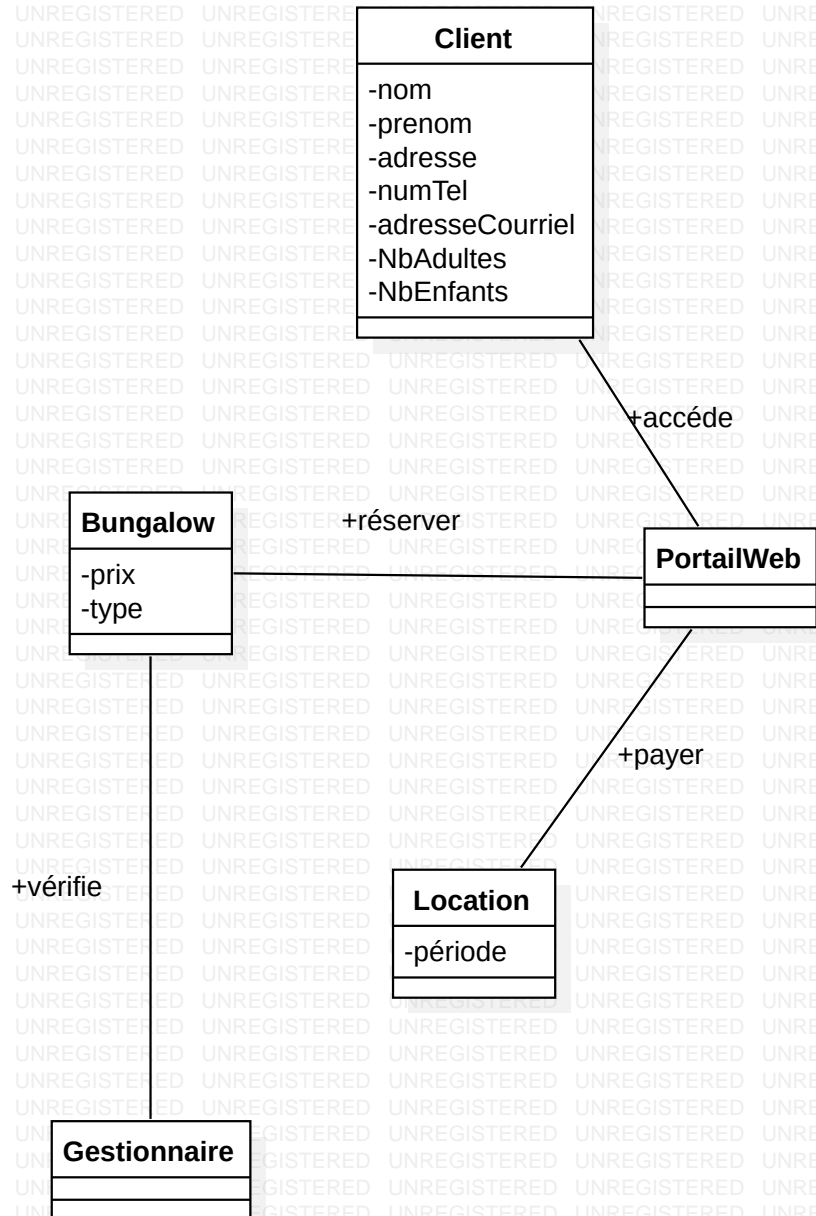 Client
-nom
-prenom
-adresse
-numTel
-adresseCourriel
-NbAdultes
-NbEnfants
+accéde
Bungalow
-prix
-type
+réserver
PortailWeb
+payer
+vérifie
Location
-période
Gestionnaire
UNREGISTERED